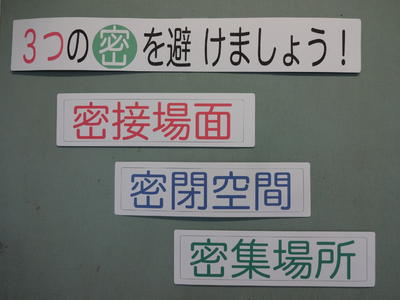 ３つの密を避けましょう！
密接場面
密閉空間
密集場所